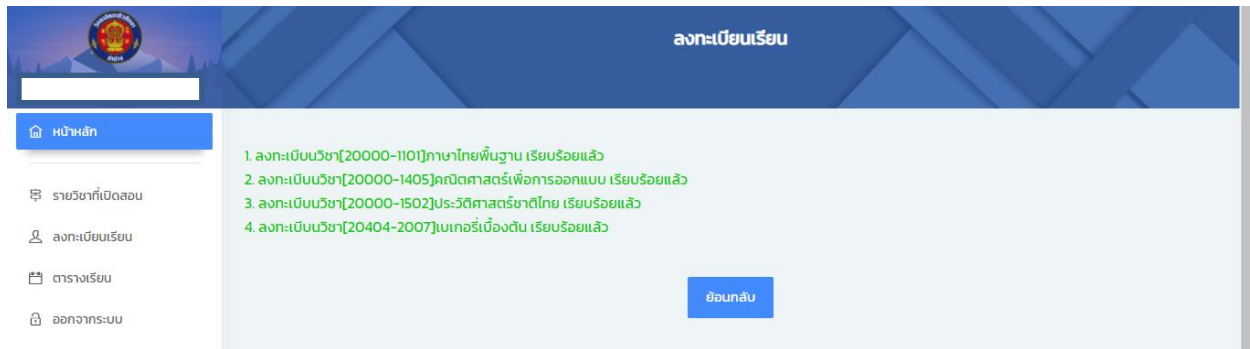 ลงทะเบียนเรียน
หน้าหลัก
รายวิชาที่เปิดสอน
ลงทะเบียนเรียน
ตารางเรียน
ออกจากระบบ
1. ลงทะเบีบนวิชา[20000-1101]ภาษาไทยพื้นฐาน เรียบร้อยแล้ว
2. ลงทะเบีบนวิชา[20000-1405]คณิตศาสตร์เพื่อการออกแบบ เรียบร้อยแล้ว
3. ลงทะเบีบนวิชา[20000-1502]ประวัติศาสตร์ชาติไทย เรียบร้อยแล้ว
4. ลงทะเบีบนวิชา[20404-2007]เบเกอรี่เบื้องต้น เรียบร้อยแล้ว
ย้อนกลับ